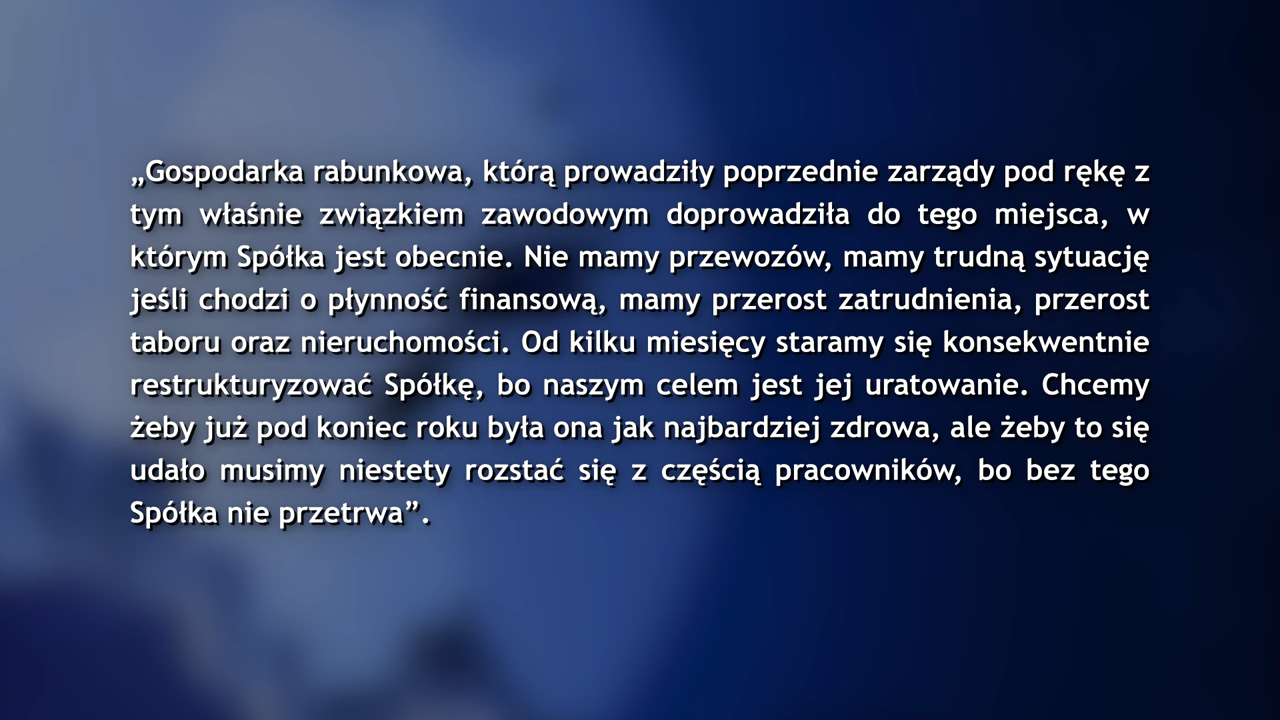 „Gospodarka rabunkowa, którą prowadziły poprzednie zarządy pod rękę z
tym właśnie związkiem zawodowym doprowadziła do tego miejsca, w
którym Spółka jest obecnie. Nie mamy przewozów, mamy trudną sytuację
jeśli chodzi o płynność finansową, mamy przerost zatrudnienia, przerost
taboru oraz nieruchomości. Od kilku miesięcy staramy się konsekwentnie
restrukturyzować Spółkę, bo naszym celem jest jej uratowanie. Chcemy
żeby już pod koniec roku była ona jak najbardziej zdrowa, ale żeby to się
udało musimy niestety rozstać się z częścią pracowników, bo bez tego
Spółka nie przetrwa”.